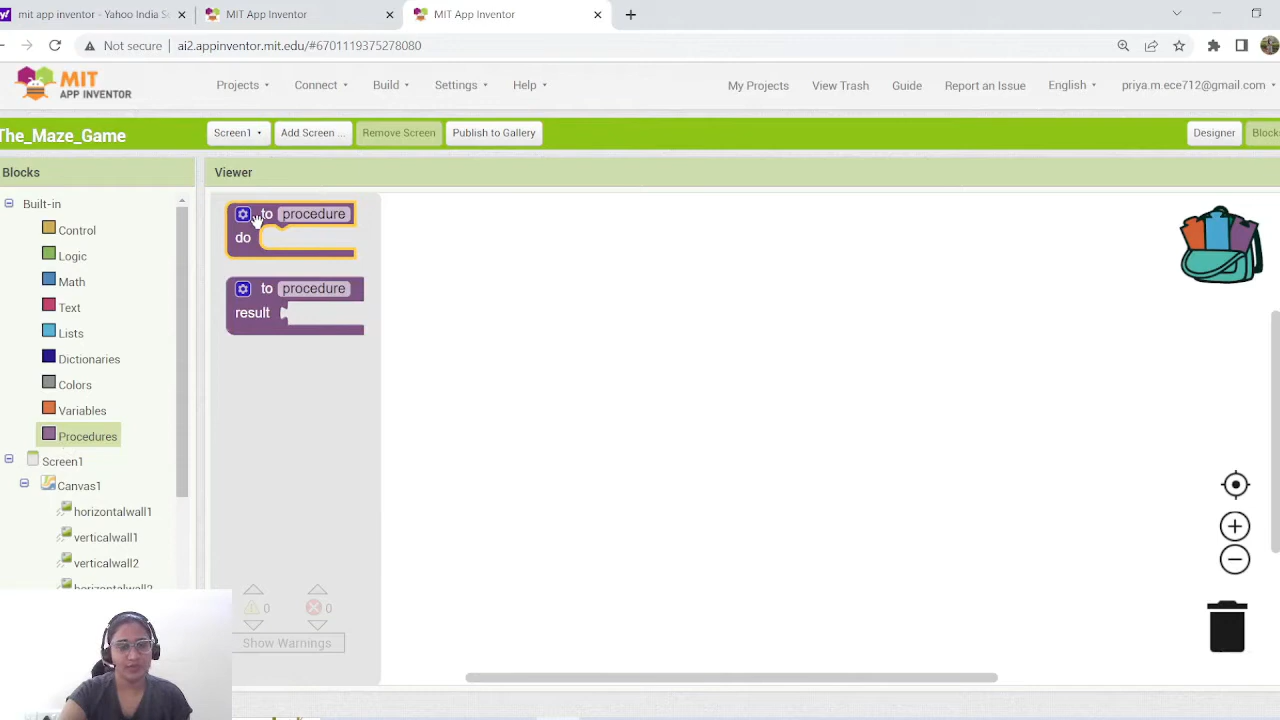 mit app inventor - Yahoo India S
MIT App Inventor
MIT App Inventor
Not secure
ai2.appinventor.mit.edu/#6701119375278080
MIT
APP INVENTOR
Projects
Connect
Build
Settings
Help
My Projects
View Trash
Guide
Report an Issue
English
priya.m.ece712@gmail.com
The_Maze_Game
Screen1
Add Screen ...
Remove Screen
Publish to Gallery
Designer
Blocks
Blocks
Viewer
Built-in
Control
Logic
Math
Text
Lists
Dictionaries
Colors
Variables
Procedures
Screen1
Canvas1
horizontalwall1
verticalwall1
verticalwall2
horizontalwall2
to procedure
do
to procedure
result
0
0
Show Warnings